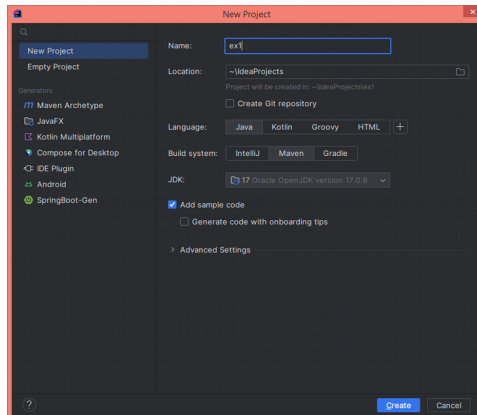 New Project
New Project
Empty Project
Generators
Maven Archetype
JavaFX
Kotlin Multiplatform
Compose for Desktop
IDE Plugin
Android
SpringBoot-Gen
Name:
ex1
Location:
~\IdeaProjects
Project will be created in: ~\IdeaProjects\ex1
Create Git repository
Language:
Java Kotlin Groovy HTML +
Build system:
IntelliJ Maven Gradle
JDK:
17 Oracle OpenJDK version 17.0.8
Add sample code
Generate code with onboarding tips
> Advanced Settings
?
Create Cancel